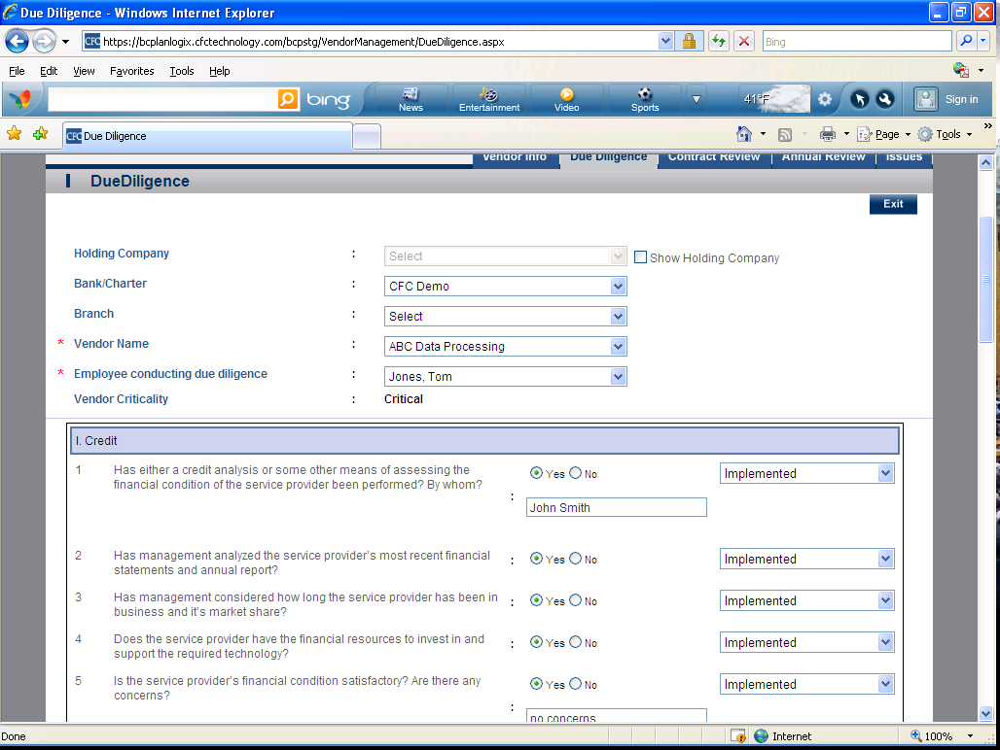 Due Diligence - Windows Internet Explorer
CFC https://bcplanlogix.cfctechnology.com/bcpstg/VendorManagement/DueDiligence.aspx Bing
File Edit View Favorites Tools Help
bing News Entertainment Video Sports 41°F Sign in
CFC Due Diligence Page Tools »
Vendor Info Due Diligence Contract Review Annual Review Issues
DueDiligence
Exit
Holding Company : Select Show Holding Company
Bank/Charter : CFC Demo
Branch : Select
* Vendor Name : ABC Data Processing
* Employee conducting due diligence : Jones, Tom
Vendor Criticality : Critical
I. Credit
1 Has either a credit analysis or some other means of assessing the Yes No Implemented
financial condition of the service provider been performed? By whom?
: John Smith
2 Has management analyzed the service provider's most recent financial : Yes No Implemented
statements and annual report?
3 Has management considered how long the service provider has been in : Yes No Implemented
business and it's market share?
4 Does the service provider have the financial resources to invest in and : Yes No Implemented
support the required technology?
5 Is the service provider's financial condition satisfactory? Are there any Yes No Implemented
concerns?
: no concerns
Done Internet 100%